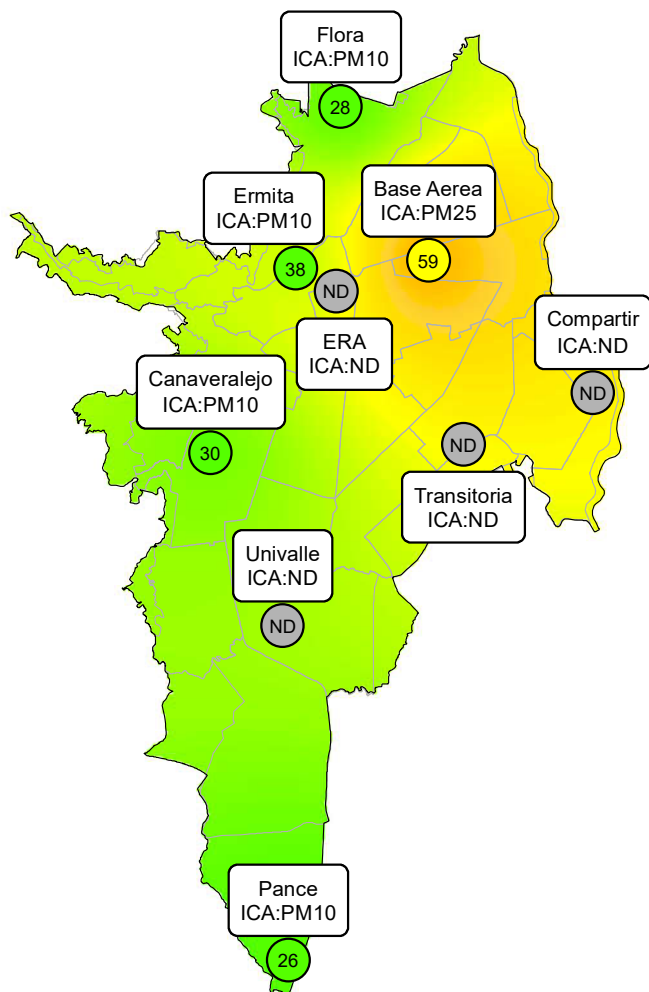 Flora
ICA:PM10
28
Ermita
ICA:PM10
38
Base Aerea
ICA:PM25
59
ND
ERA
ICA:ND
Compartir
ICA:ND
ND
Canaveralejo
ICA:PM10
30
ND
Transitoria
ICA:ND
Univalle
ICA:ND
ND
Pance
ICA:PM10
26